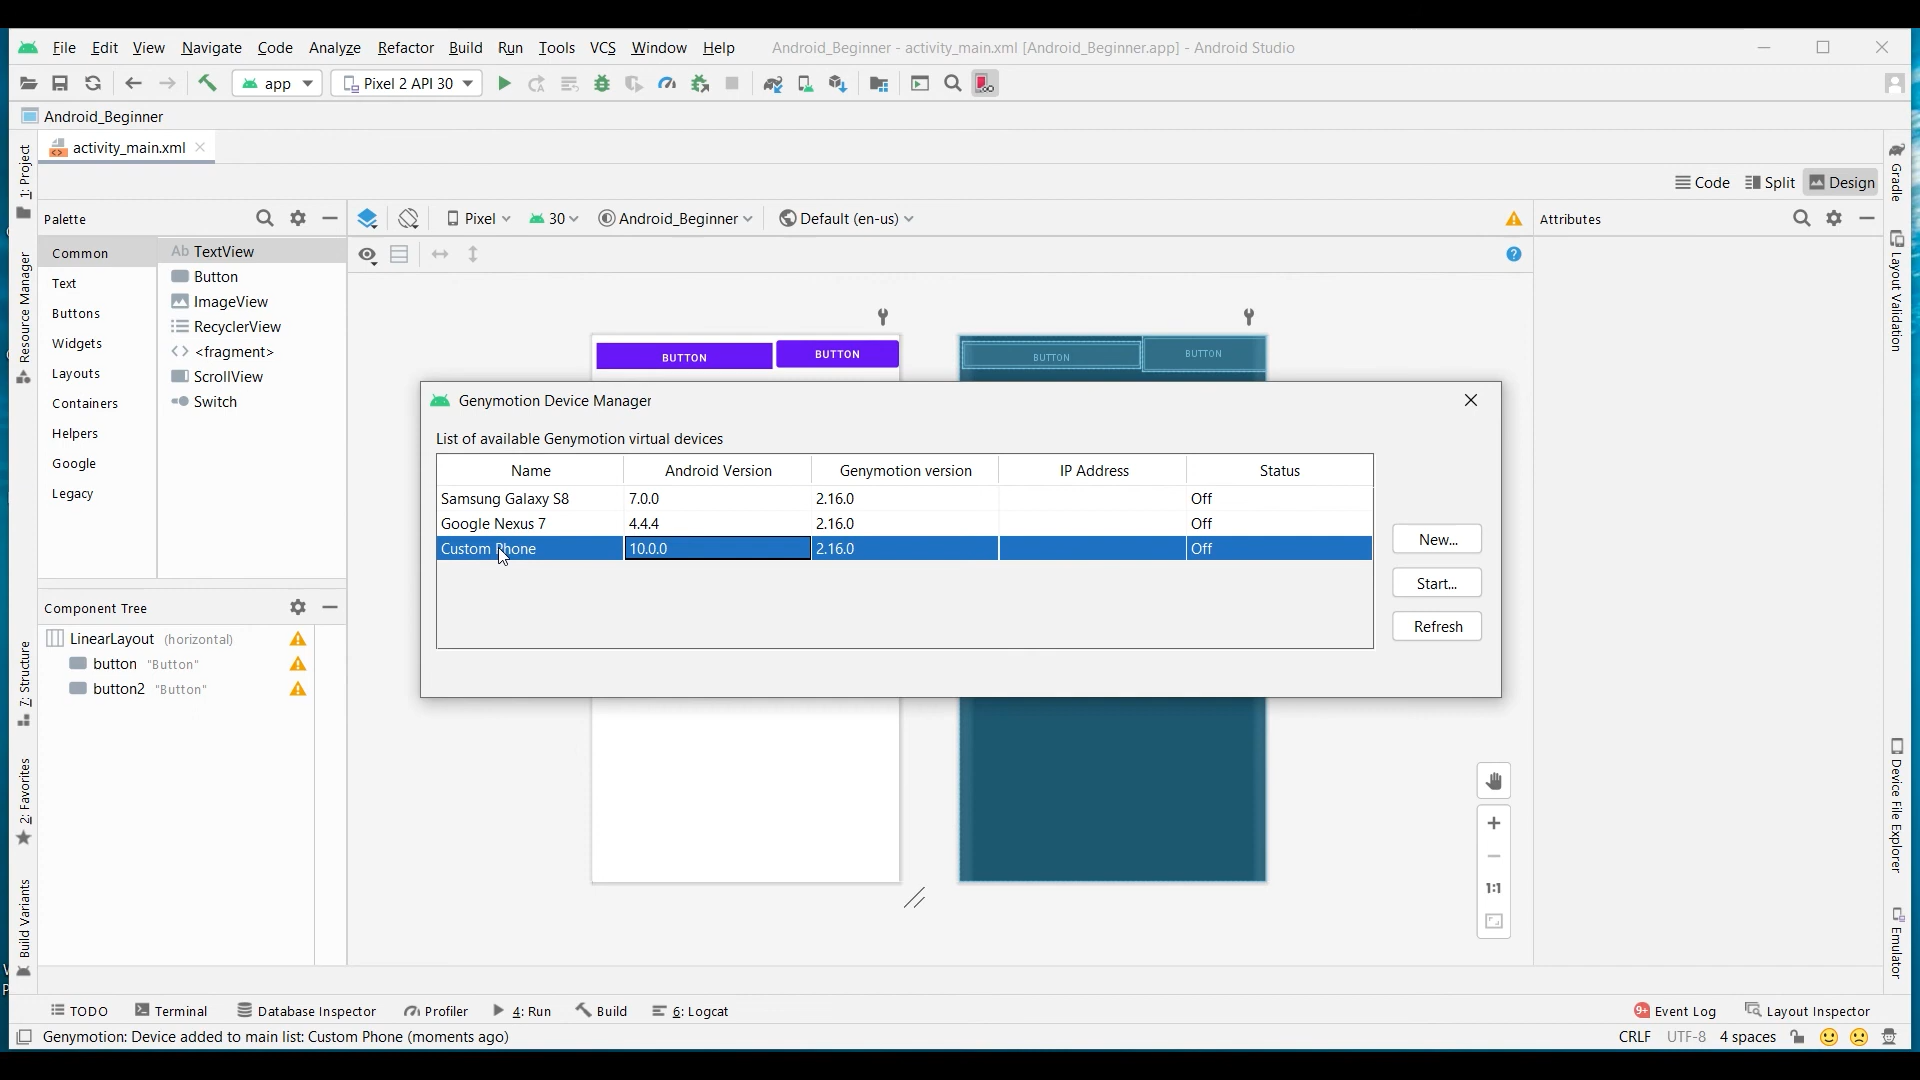 File Edit View Navigate Code Analyze Refactor Build Run Tools VCS Window Help Android_Beginner - activity_main.xml [Android_Beginner.app] - Android Studio
app Pixel 2 API 30
Android_Beginner
activity_main.xml
Code Split Design
1: Project
Resource Manager
7: Structure
2: Favorites
Build Variants
Palette
Common
Text
Buttons
Widgets
Layouts
Containers
Helpers
Google
Legacy
Ab TextView
Button
ImageView
RecyclerView
<> <fragment>
ScrollView
Switch
Component Tree
LinearLayout (horizontal)
button "Button"
button2 "Button"
Pixel 30 Android_Beginner Default (en-us)
?
BUTTON BUTTON
BUTTON BUTTON
Genymotion Device Manager
List of available Genymotion virtual devices
Name Android Version Genymotion version IP Address Status
Samsung Galaxy S8 7.0.0 2.16.0 Off
Google Nexus 7 4.4.4 2.16.0 Off
Custom Phone 10.0.0 2.16.0 Off
New...
Start...
Refresh
1:1
Attributes
Gradle
Layout Validation
Device File Explorer
Emulator
TODO Terminal Database Inspector Profiler 4: Run Build 6: Logcat 9+ Event Log Layout Inspector
Genymotion: Device added to main list: Custom Phone (moments ago) CRLF UTF-8 4 spaces